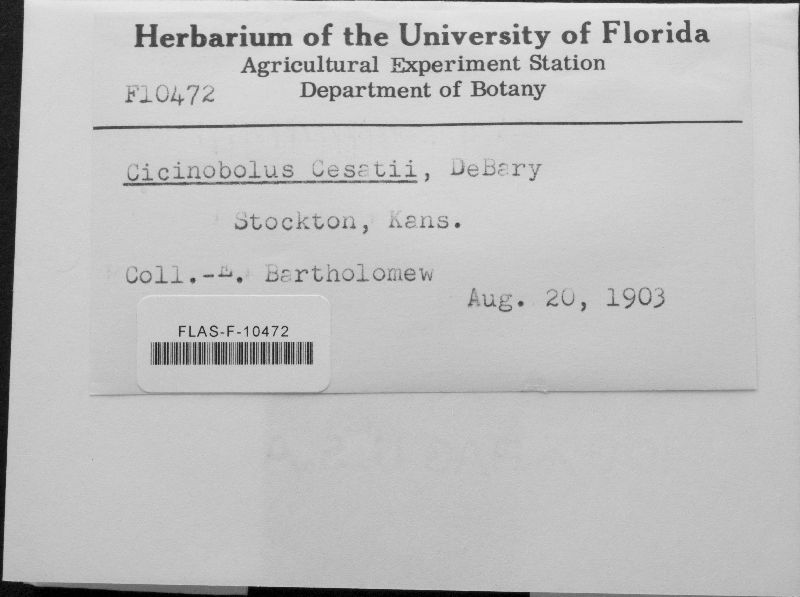 Herbarium of the University of Florida
Agricultural Experiment Station
F10472 Department of Botany
Cicinobolus Cesatii, DeBary
Stockton, Kans.
Coll.-E. Bartholomew
Aug. 20, 1903
FLAS-F-10472